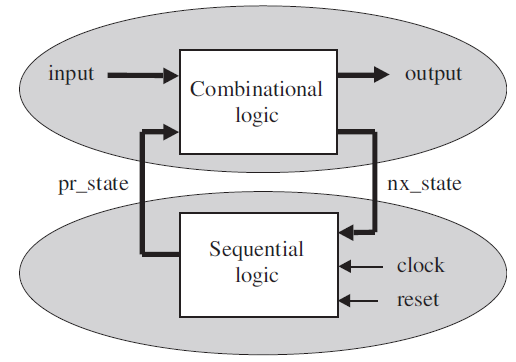 input
Combinational
logic
output
pr_state
nx_state
Sequential
logic
clock
reset